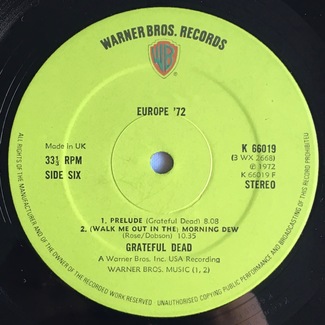 WARNER BROS. RECORDS
WB
EUROPE '72
Made in UK
33⅓ RPM
SIDE SIX
K 66019
(3 WX 2668)
℗ 1972
K 66019 F
STEREO
1. PRELUDE (Grateful Dead) 8.08
2. (WALK ME OUT IN THE) MORNING DEW
(Rose/Dobson) 10.35
GRATEFUL DEAD
A Warner Bros. Inc. USA Recording
WARNER BROS. MUSIC (1, 2)
ALL RIGHTS OF THE MANUFACTURER AND OF THE OWNER OF THE RECORDED WORK RESERVED UNAUTHORISED COPYING PUBLIC PERFORMANCE AND BROADCASTING OF THIS RECORD PROHIBITED